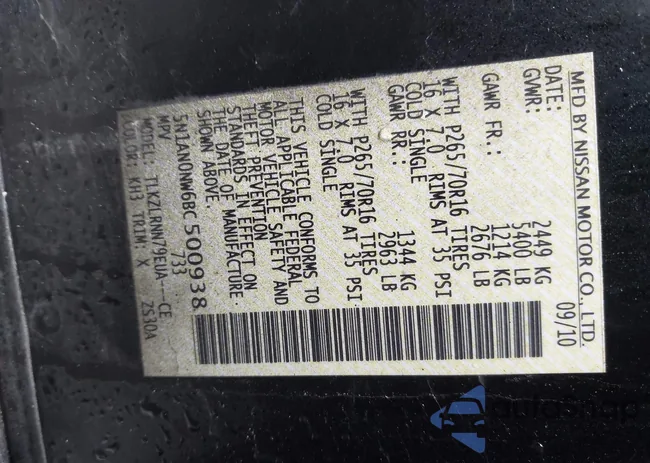 MFD BY NISSAN MOTOR CO., LTD.
DATE: 09/10
GVWR: 2449 KG
5400 LB
GAWR FR.: 1214 KG
2676 LB
WITH P265/70R16 TIRES
16 X 7.0 RIMS AT 35 PSI
COLD SINGLE
GAWR RR.: 1344 KG
2963 LB
WITH P265/70R16 TIRES
16 X 7.0 RIMS AT 35 PSI
COLD SINGLE
THIS VEHICLE CONFORMS TO
ALL APPLICABLE FEDERAL
MOTOR VEHICLE SAFETY AND
THEFT PREVENTION
STANDARDS IN EFFECT ON
THE DATE OF MANUFACTURE
SHOWN ABOVE.
5N1AN0NW6BC500938
MPV 733
MODEL: TLKZLRNN79EUA---CE
COLOR: KH3 TRIM: X ZS30A
autoSnap